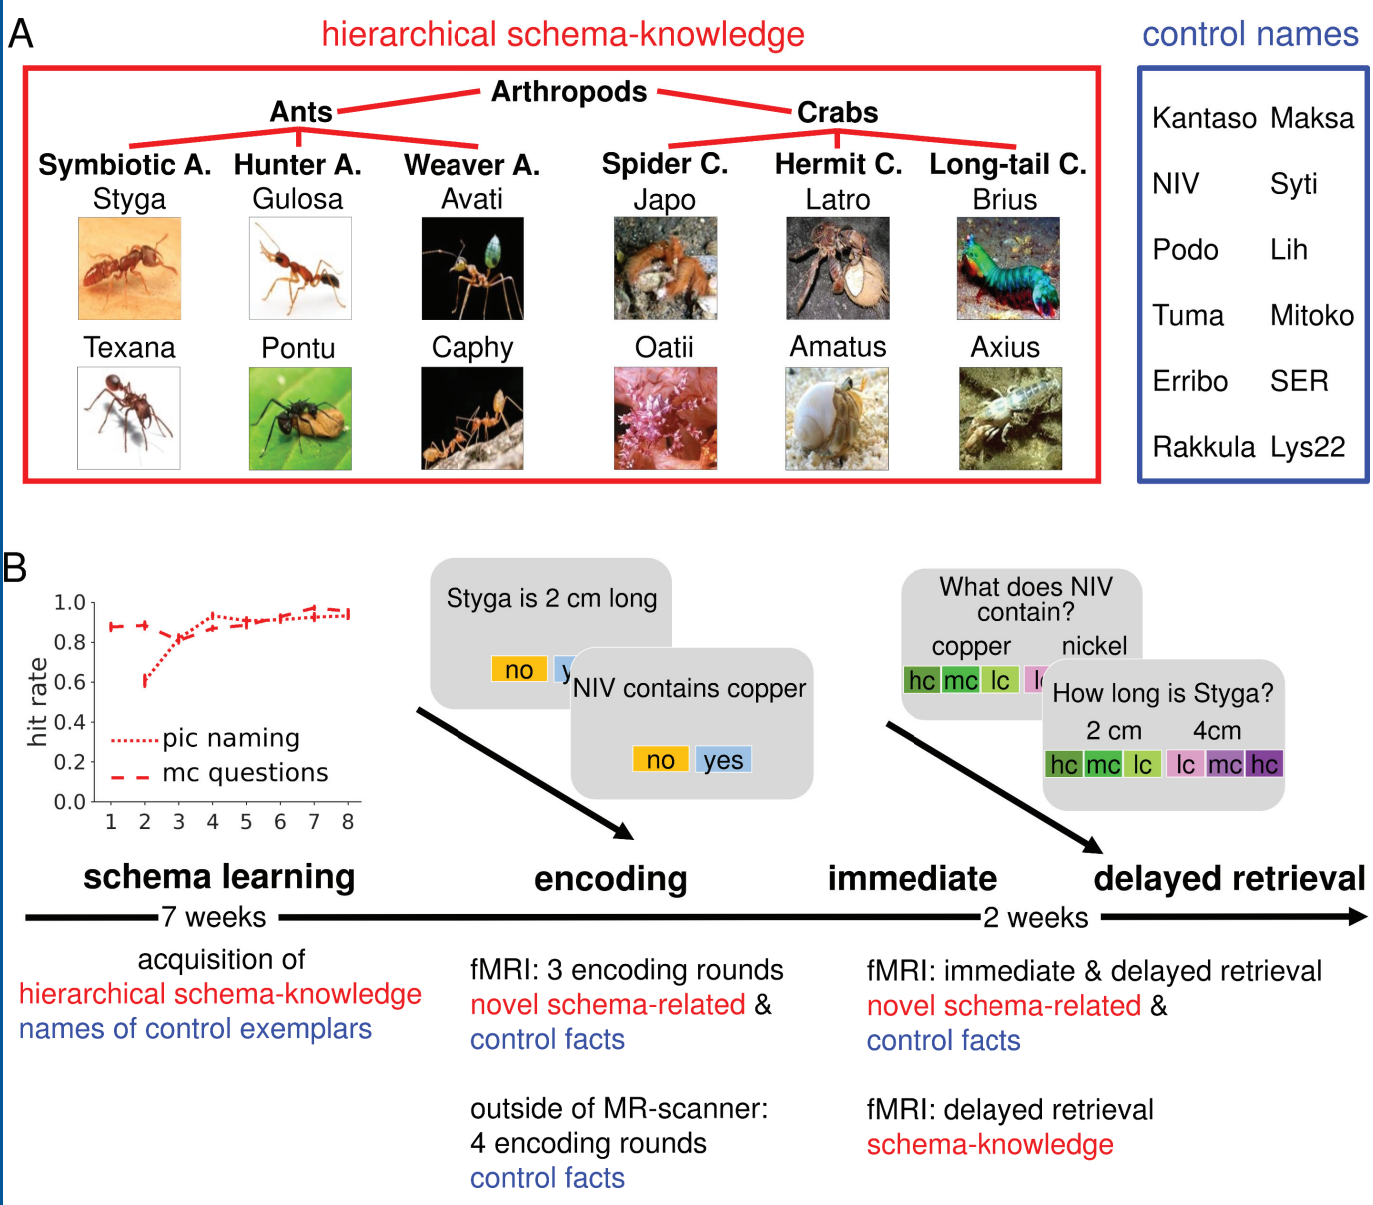 A
hierarchical schema-knowledge
control names
Arthropods
Ants
Crabs
Symbiotic A. Hunter A. Weaver A. Spider C. Hermit C. Long-tail C.
Styga Gulosa Avati Japo Latro Brius
Texana Pontu Caphy Oatii Amatus Axius
Kantaso Maksa
NIV Syti
Podo Lih
Tuma Mitoko
Erribo SER
Rakkula Lys22
B
hit rate
1.0
0.8
0.6
0.4
0.2
0.0
pic naming
mc questions
1 2 3 4 5 6 7 8
Styga is 2 cm long
no y
NIV contains copper
no yes
What does NIV
contain?
copper nickel
hc mc lc lc
How long is Styga?
2 cm 4cm
hc mc lc lc mc hc
schema learning encoding immediate delayed retrieval
7 weeks 2 weeks
acquisition of
hierarchical schema-knowledge
names of control exemplars
fMRI: 3 encoding rounds
novel schema-related &
control facts
outside of MR-scanner:
4 encoding rounds
control facts
fMRI: immediate & delayed retrieval
novel schema-related &
control facts
fMRI: delayed retrieval
schema-knowledge